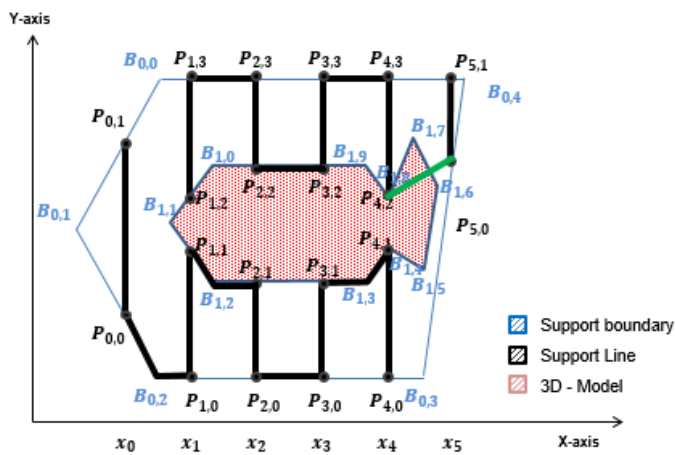 Y-axis
B0,0
P1,3 P2,3 P3,3 P4,3 P5,1
B0,4
P0,1
B1,7
B1,0 B1,9
B1,6
P1,2 P2,2 P3,2 P4,2
B0,1
B1,1
P5,0
P1,1 P2,1 P3,1 P4,1
B1,4
B1,2 B1,3 B1,5
P0,0
B0,2 B0,3
P1,0 P2,0 P3,0 P4,0
x0 x1 x2 x3 x4 x5
X-axis
Support boundary
Support Line
3D - Model